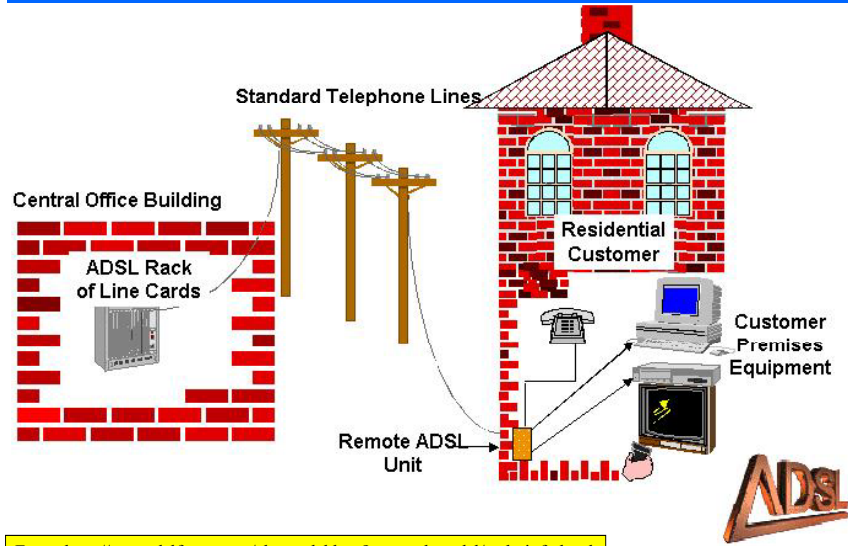 Standard Telephone Lines
Central Office Building
ADSL Rack
of Line Cards
Residential
Customer
Customer
Premises
Equipment
Remote ADSL
Unit
ADSL